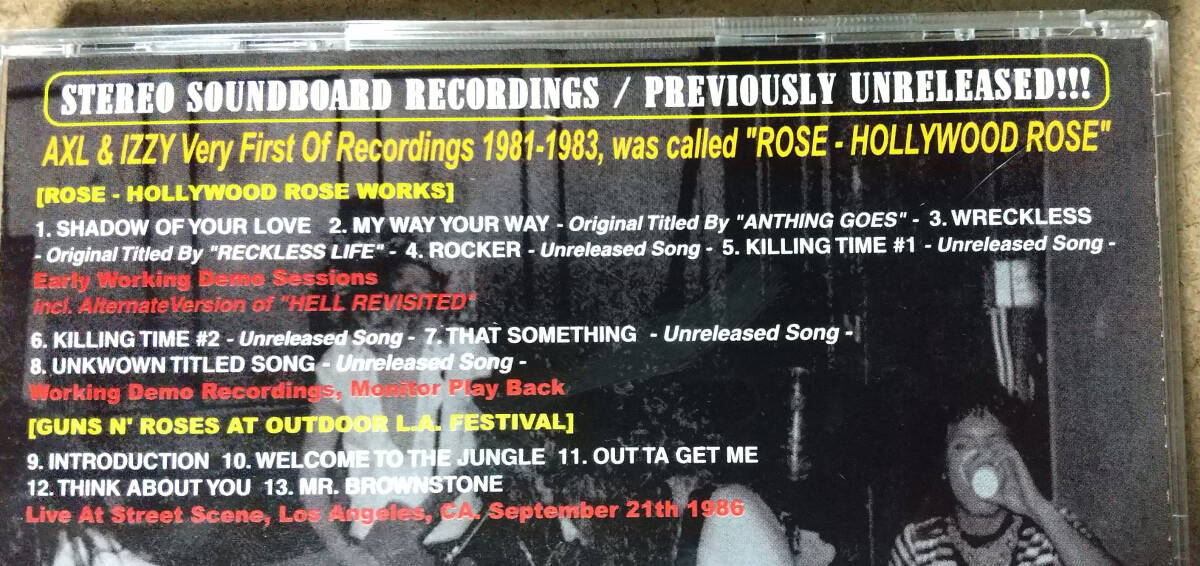 STEREO SOUNDBOARD RECORDINGS / PREVIOUSLY UNRELEASED!!!
AXL & IZZY Very First Of Recordings 1981-1983, was called "ROSE - HOLLYWOOD ROSE"
[ROSE - HOLLYWOOD ROSE WORKS]
1. SHADOW OF YOUR LOVE 2. MY WAY YOUR WAY - Original Titled By "ANTHING GOES" - 3. WRECKLESS
- Original Titled By "RECKLESS LIFE" - 4. ROCKER - Unreleased Song - 5. KILLING TIME #1 - Unreleased Song -
Early Working Demo Sessions
incl. AlternateVersion of "HELL REVISITED"
6. KILLING TIME #2 - Unreleased Song - 7. THAT SOMETHING - Unreleased Song -
8. UNKWOWN TITLED SONG - Unreleased Song -
Working Demo Recordings, Monitor Play Back
[GUNS N' ROSES AT OUTDOOR L.A. FESTIVAL]
9. INTRODUCTION 10. WELCOME TO THE JUNGLE 11. OUT TA GET ME
12. THINK ABOUT YOU 13. MR. BROWNSTONE
Live At Street Scene, Los Angeles, CA. September 21th 1986